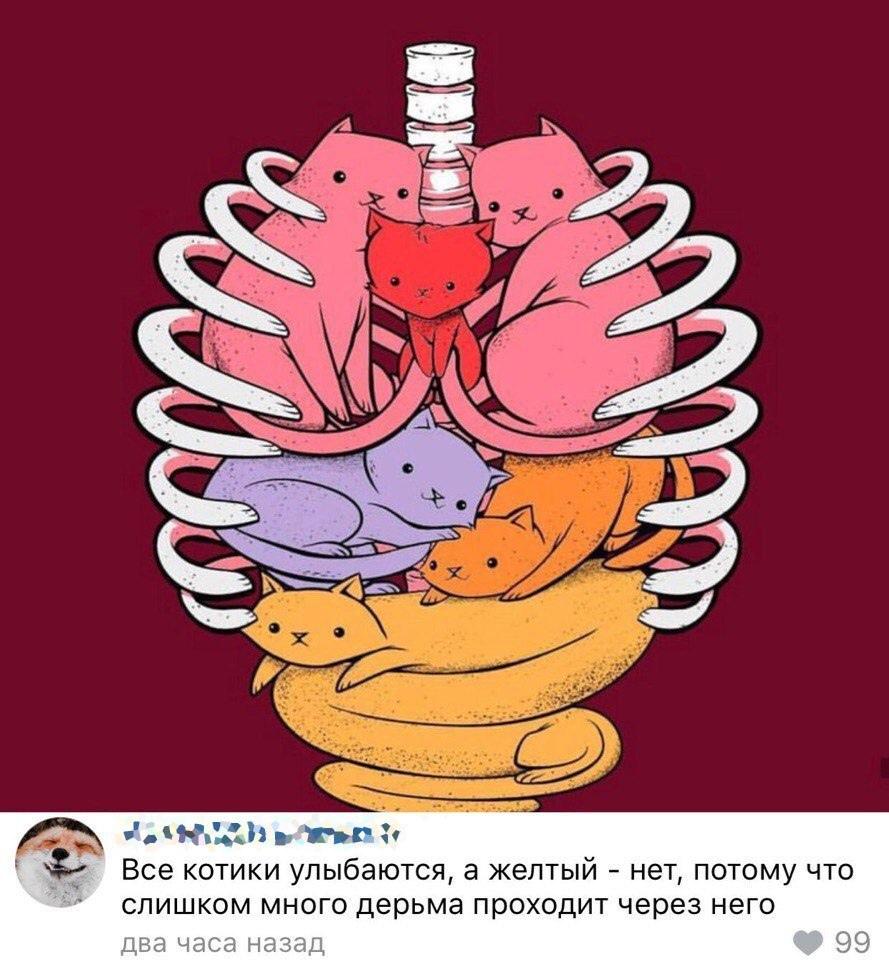 Все котики улыбаются, а желтый - нет, потому что
слишком много дерьма проходит через него
два часа назад
99